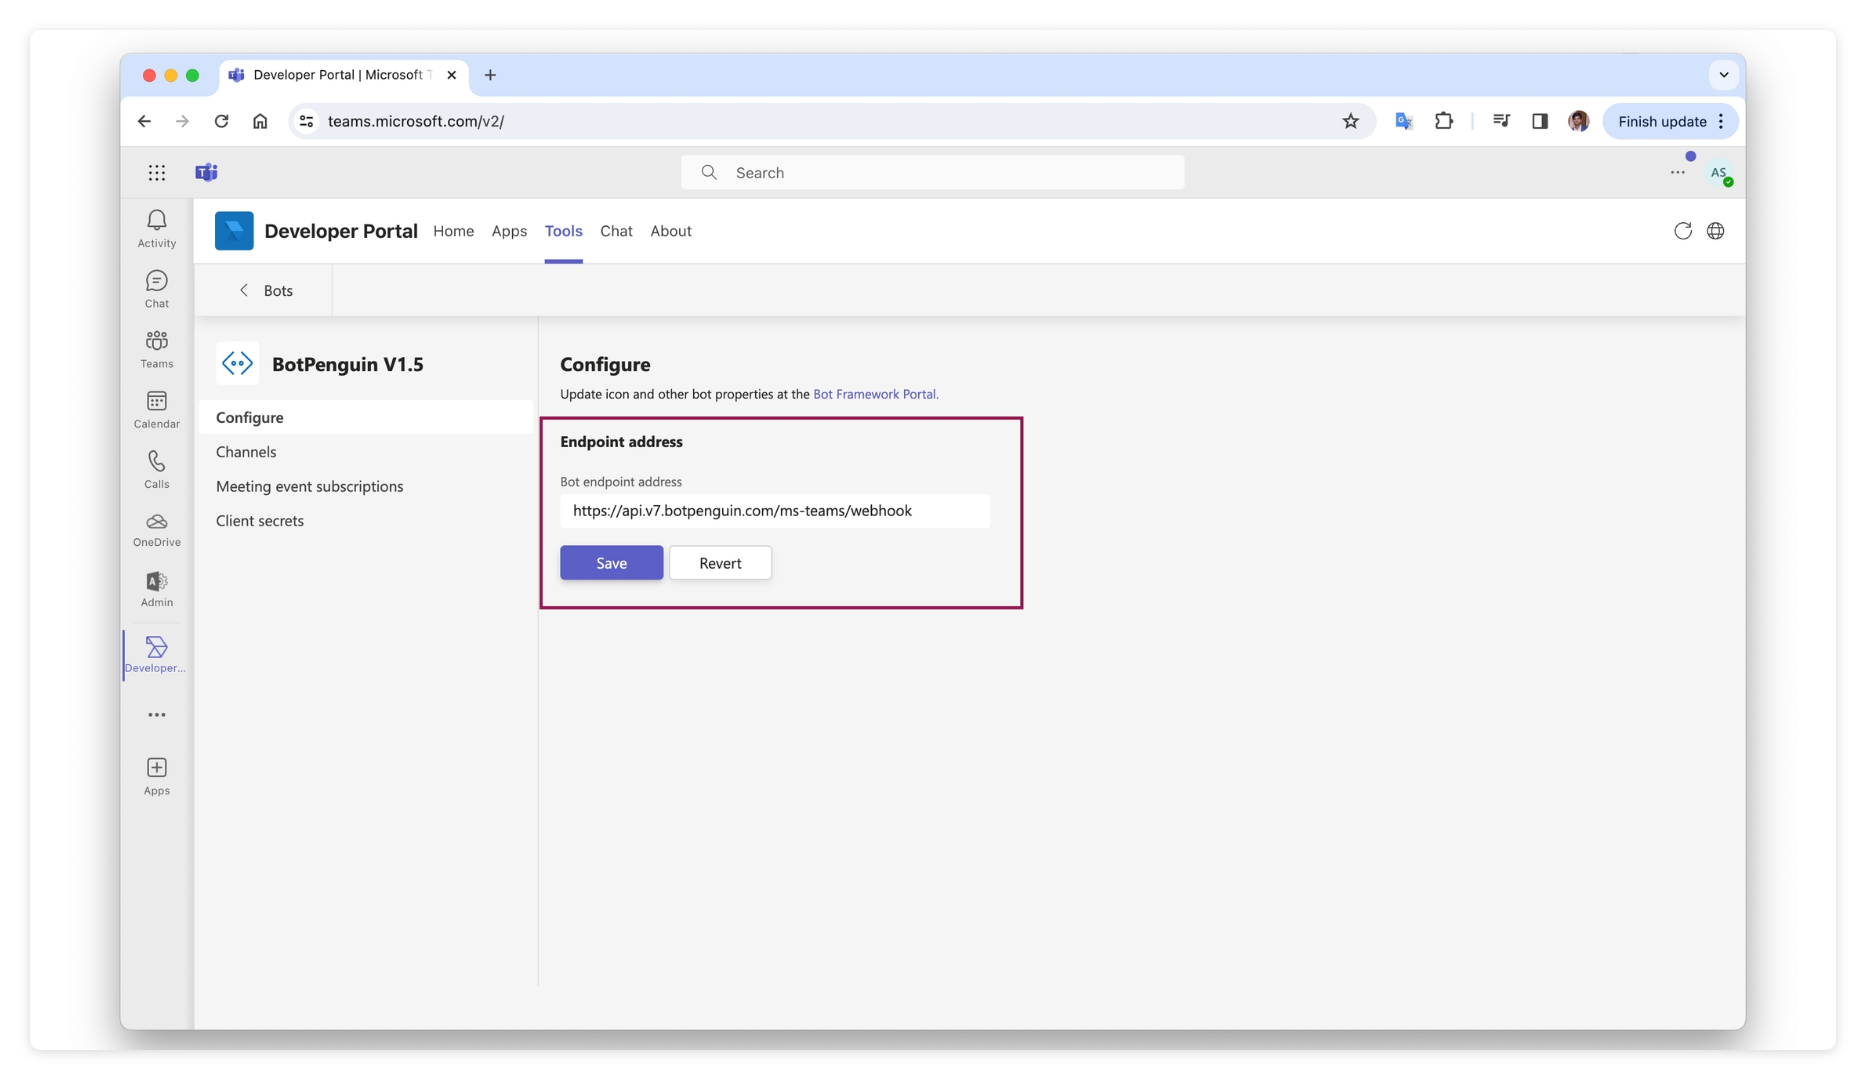 Developer Portal | Microsoft T
teams.microsoft.com/v2/
Finish update
Search
AS
Activity
Chat
Teams
Calendar
Calls
OneDrive
Admin
Developer...
Apps
Developer Portal
Home
Apps
Tools
Chat
About
Bots
BotPenguin V1.5
Configure
Channels
Meeting event subscriptions
Client secrets
Configure
Update icon and other bot properties at the Bot Framework Portal.
Endpoint address
Bot endpoint address
https://api.v7.botpenguin.com/ms-teams/webhook
Save
Revert